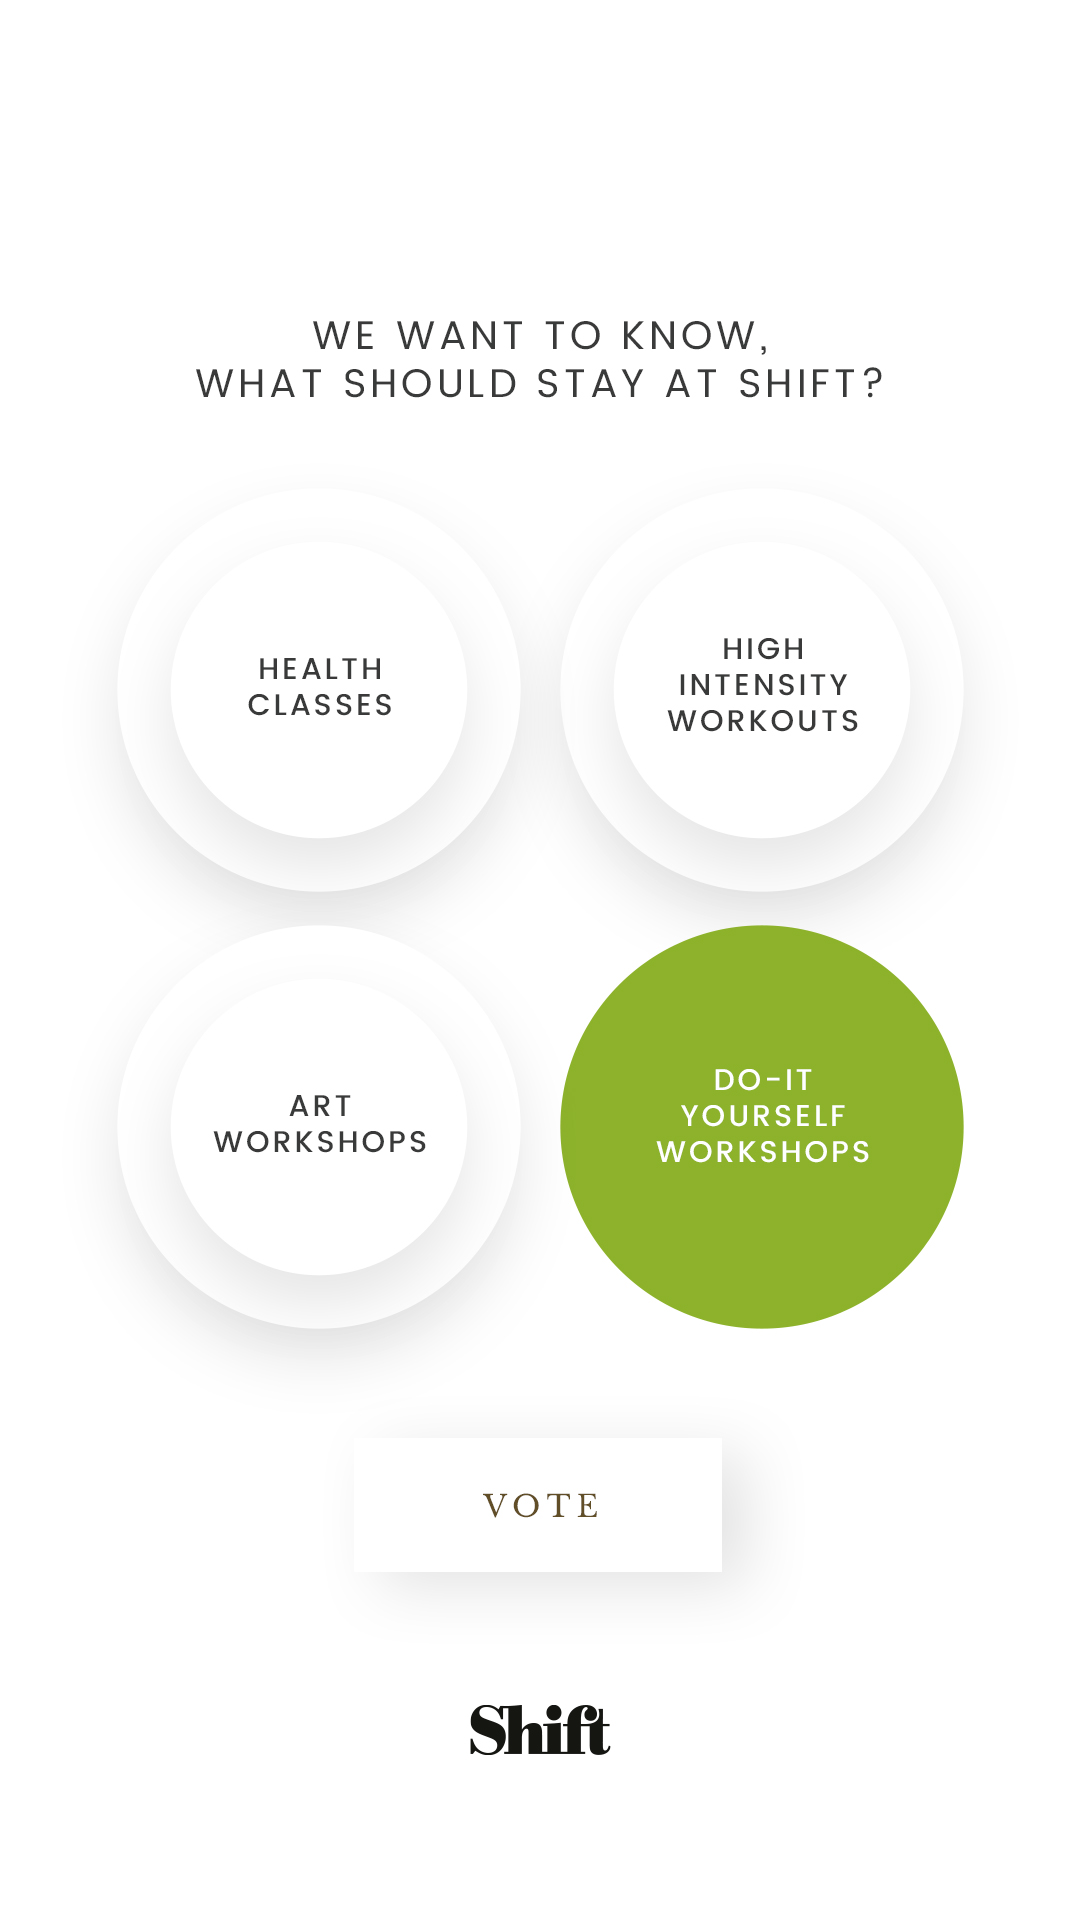 WE WANT TO KNOW,
WHAT SHOULD STAY AT SHIFT?
HEALTH
CLASSES
HIGH
INTENSITY
WORKOUTS
ART
WORKSHOPS
DO-IT
YOURSELF
WORKSHOPS
VOTE
Shift